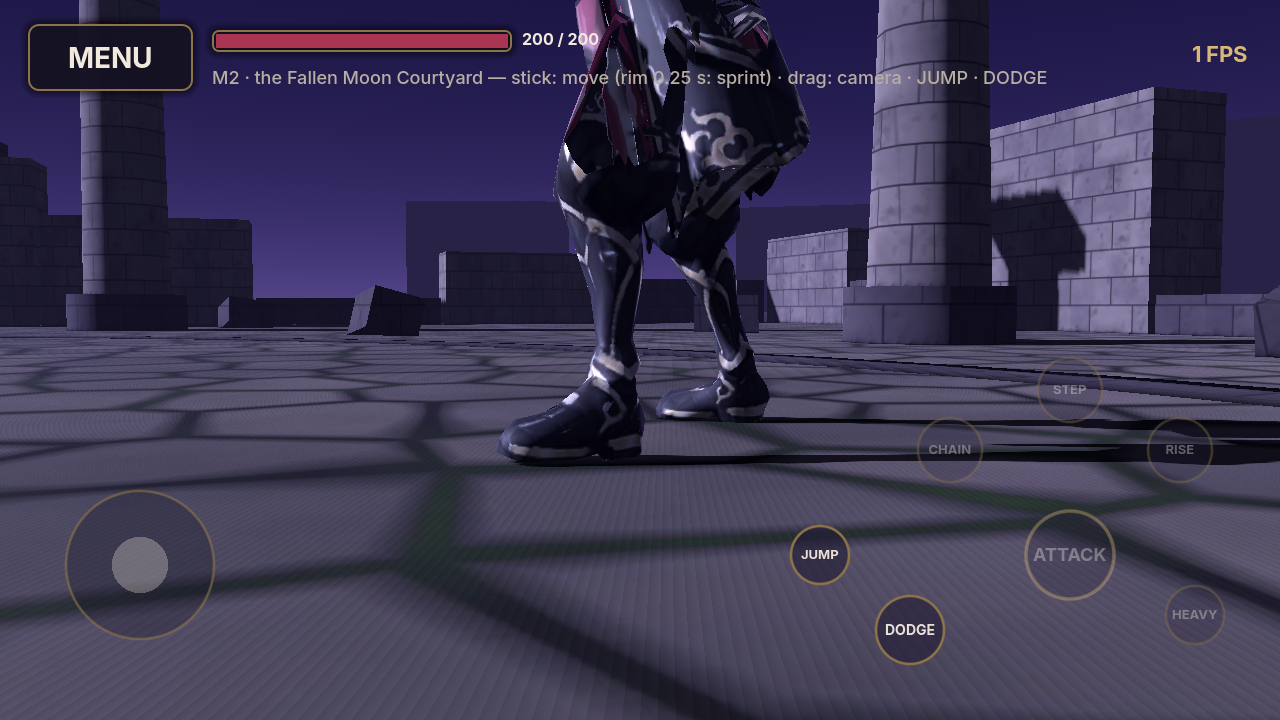 MENU
200 / 200
1 FPS
M2 · the Fallen Moon Courtyard — stick: move (rim 0.25 s: sprint) · drag: camera · JUMP · DODGE
STEP
CHAIN
RISE
JUMP
ATTACK
DODGE
HEAVY